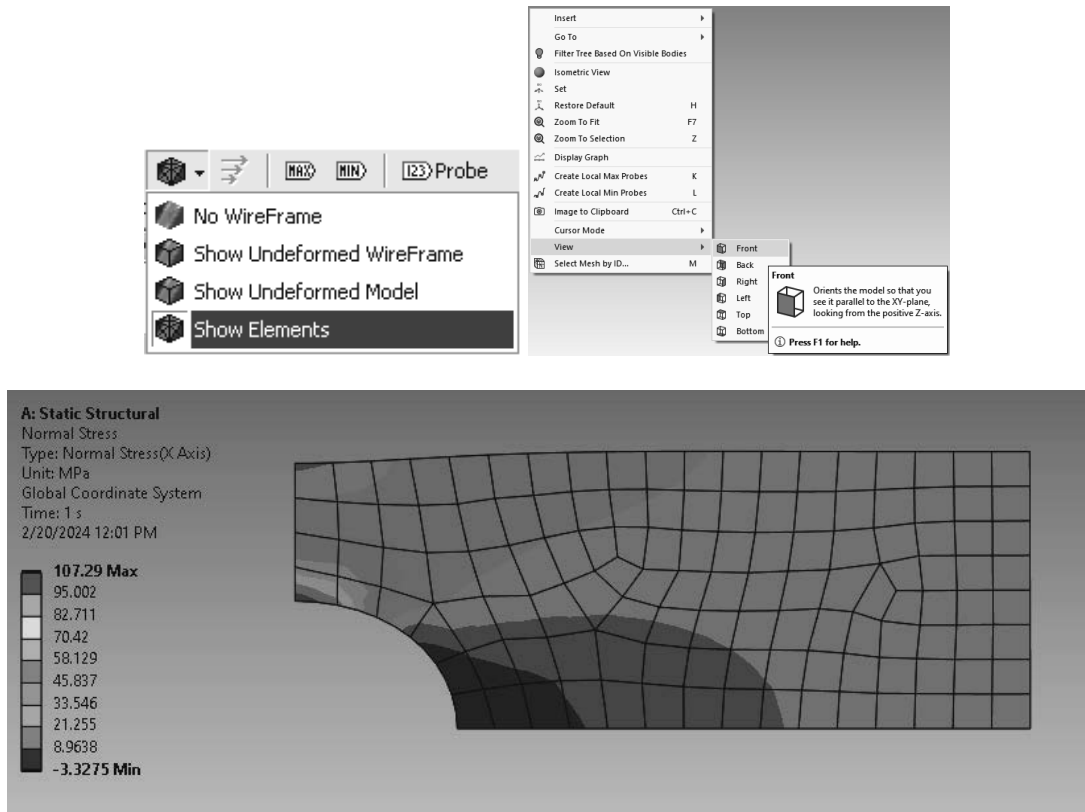 MAX
MIN
123 Probe
No WireFrame
Show Undeformed WireFrame
Show Undeformed Model
Show Elements
Insert
Go To
Filter Tree Based On Visible Bodies
Isometric View
Set
Restore Default H
Zoom To Fit F7
Zoom To Selection Z
Display Graph
Create Local Max Probes K
Create Local Min Probes L
Image to Clipboard Ctrl+C
Cursor Mode
View
Select Mesh by ID... M
Front
Back
Right
Left
Top
Bottom
Front
Orients the model so that you
see it parallel to the XY-plane,
looking from the positive Z-axis.
Press F1 for help.
A: Static Structural
Normal Stress
Type: Normal Stress(X Axis)
Unit: MPa
Global Coordinate System
Time: 1 s
2/20/2024 12:01 PM
107.29 Max
95.002
82.711
70.42
58.129
45.837
33.546
21.255
8.9638
-3.3275 Min